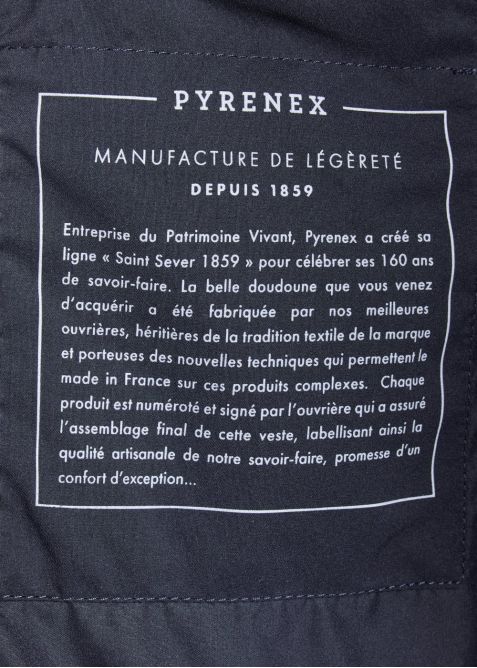 PYRENEX
MANUFACTURE DE LÉGÈRETÉ
DEPUIS 1859
Entreprise du Patrimoine Vivant, Pyrenex a créé sa
ligne « Saint Sever 1859 » pour célébrer ses 160 ans
de savoir-faire. La belle doudoune que vous venez
d'acquérir a été fabriquée par nos meilleures
ouvrières, héritières de la tradition textile de la marque
et porteuses des nouvelles techniques qui permettent le
made in France sur ces produits complexes. Chaque
produit est numéroté et signé par l'ouvrière qui a assuré
l'assemblage final de cette veste, labellisant ainsi la
qualité artisanale de notre savoir-faire, promesse d'un
confort d'exception...